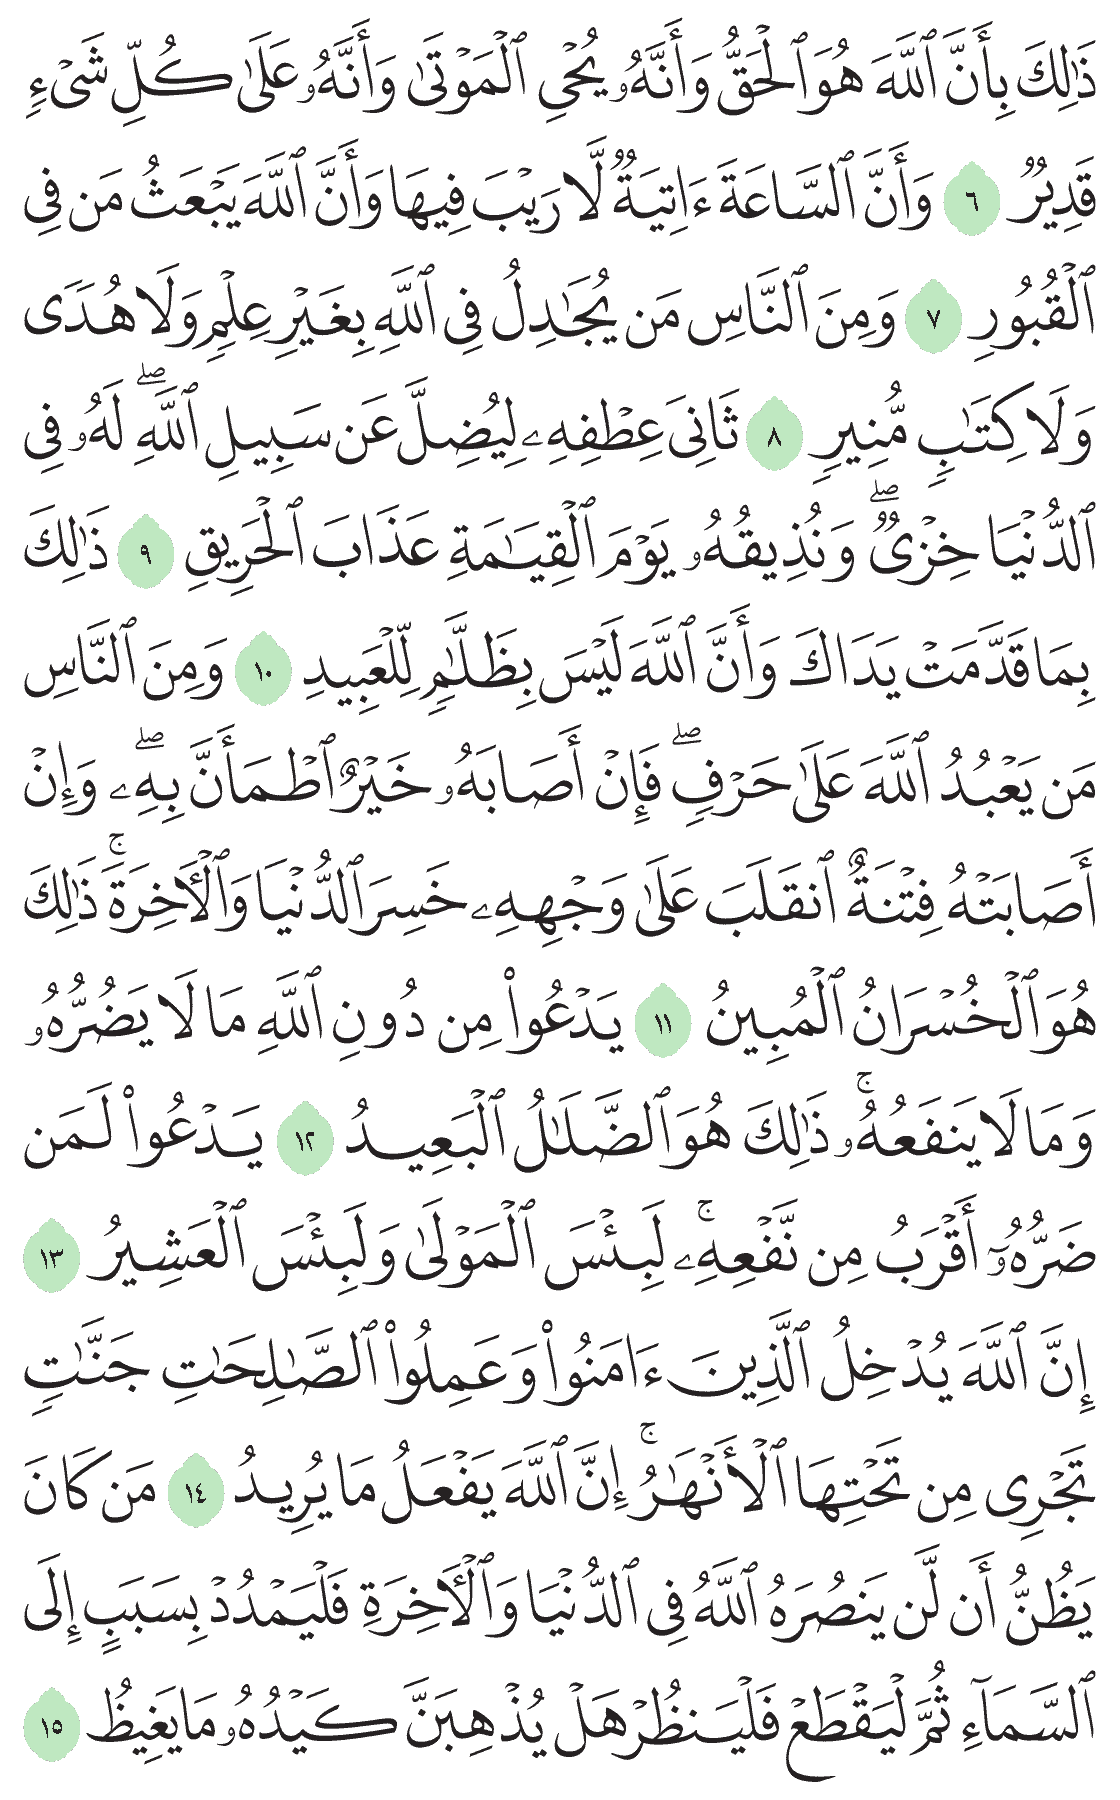 ذَٰلِكَ بِأَنَّ ٱللَّهَ هُوَ ٱلْحَقُّ وَأَنَّهُۥ يُحْىِ ٱلْمَوْتَىٰ وَأَنَّهُۥ عَلَىٰ كُلِّ شَىْءٍۢ
قَدِيرٌۭ ٦ وَأَنَّ ٱلسَّاعَةَ ءَاتِيَةٌۭ لَّا رَيْبَ فِيهَا وَأَنَّ ٱللَّهَ يَبْعَثُ مَن فِى
ٱلْقُبُورِ ٧ وَمِنَ ٱلنَّاسِ مَن يُجَـٰدِلُ فِى ٱللَّهِ بِغَيْرِ عِلْمٍۢ وَلَا هُدًۭى
وَلَا كِتَـٰبٍۢ مُّنِيرٍۢ ٨ ثَانِىَ عِطْفِهِۦ لِيُضِلَّ عَن سَبِيلِ ٱللَّهِ ۖ لَهُۥ فِى
ٱلدُّنْيَا خِزْىٌۭ ۖ وَنُذِيقُهُۥ يَوْمَ ٱلْقِيَـٰمَةِ عَذَابَ ٱلْحَرِيقِ ٩ ذَٰلِكَ
بِمَا قَدَّمَتْ يَدَاكَ وَأَنَّ ٱللَّهَ لَيْسَ بِظَلَّـٰمٍۢ لِّلْعَبِيدِ ١٠ وَمِنَ ٱلنَّاسِ
مَن يَعْبُدُ ٱللَّهَ عَلَىٰ حَرْفٍۢ ۖ فَإِنْ أَصَابَهُۥ خَيْرٌ ٱطْمَأَنَّ بِهِۦ ۖ وَإِنْ
أَصَابَتْهُ فِتْنَةٌ ٱنقَلَبَ عَلَىٰ وَجْهِهِۦ خَسِرَ ٱلدُّنْيَا وَٱلْـَٔاخِرَةَ ۚ ذَٰلِكَ
هُوَ ٱلْخُسْرَانُ ٱلْمُبِينُ ١١ يَدْعُوا۟ مِن دُونِ ٱللَّهِ مَا لَا يَضُرُّهُۥ
وَمَا لَا يَنفَعُهُۥ ۚ ذَٰلِكَ هُوَ ٱلضَّلَـٰلُ ٱلْبَعِيدُ ١٢ يَدْعُوا۟ لَمَن
ضَرُّهُۥٓ أَقْرَبُ مِن نَّفْعِهِۦ ۚ لَبِئْسَ ٱلْمَوْلَىٰ وَلَبِئْسَ ٱلْعَشِيرُ ١٣
إِنَّ ٱللَّهَ يُدْخِلُ ٱلَّذِينَ ءَامَنُوا۟ وَعَمِلُوا۟ ٱلصَّـٰلِحَـٰتِ جَنَّـٰتٍۢ
تَجْرِى مِن تَحْتِهَا ٱلْأَنْهَـٰرُ ۚ إِنَّ ٱللَّهَ يَفْعَلُ مَا يُرِيدُ ١٤ مَن كَانَ
يَظُنُّ أَن لَّن يَنصُرَهُ ٱللَّهُ فِى ٱلدُّنْيَا وَٱلْـَٔاخِرَةِ فَلْيَمْدُدْ بِسَبَبٍ إِلَى
ٱلسَّمَآءِ ثُمَّ لْيَقْطَعْ فَلْيَنظُرْ هَلْ يُذْهِبَنَّ كَيْدُهُۥ مَا يَغِيظُ ١٥